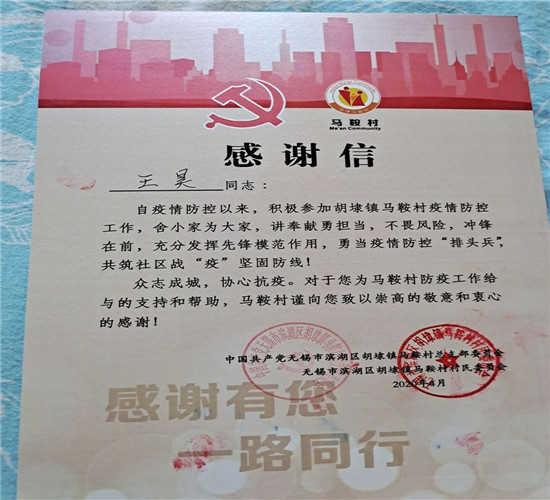 马鞍村
Ma'an Community
感谢信
王昊 同志：
自疫情防控以来，积极参加胡埭镇马鞍村疫情防控
工作，舍小家为大家，讲奉献勇担当，不畏风险，冲锋
在前，充分发挥先锋模范作用，勇当疫情防控“排头兵”，
共筑社区战“疫”坚固防线！
众志成城，协心抗疫。对于您为马鞍村防疫工作给
与的支持和帮助，马鞍村谨向您致以崇高的敬意和衷心
的感谢！
中国共产党无锡市滨湖区胡埭镇马鞍村总支部委员会
无锡市滨湖区胡埭镇马鞍村村民委员会
2020年4月
感谢有您
一路同行